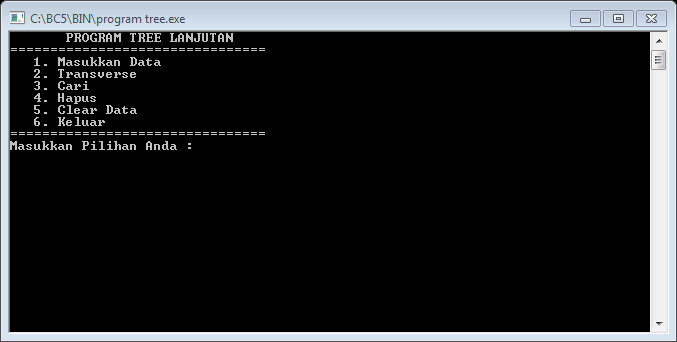 C:\BC5\BIN\program tree.exe
PROGRAM TREE LANJUTAN
================================
1. Masukkan Data
2. Transverse
3. Cari
4. Hapus
5. Clear Data
6. Keluar
================================
Masukkan Pilihan Anda :